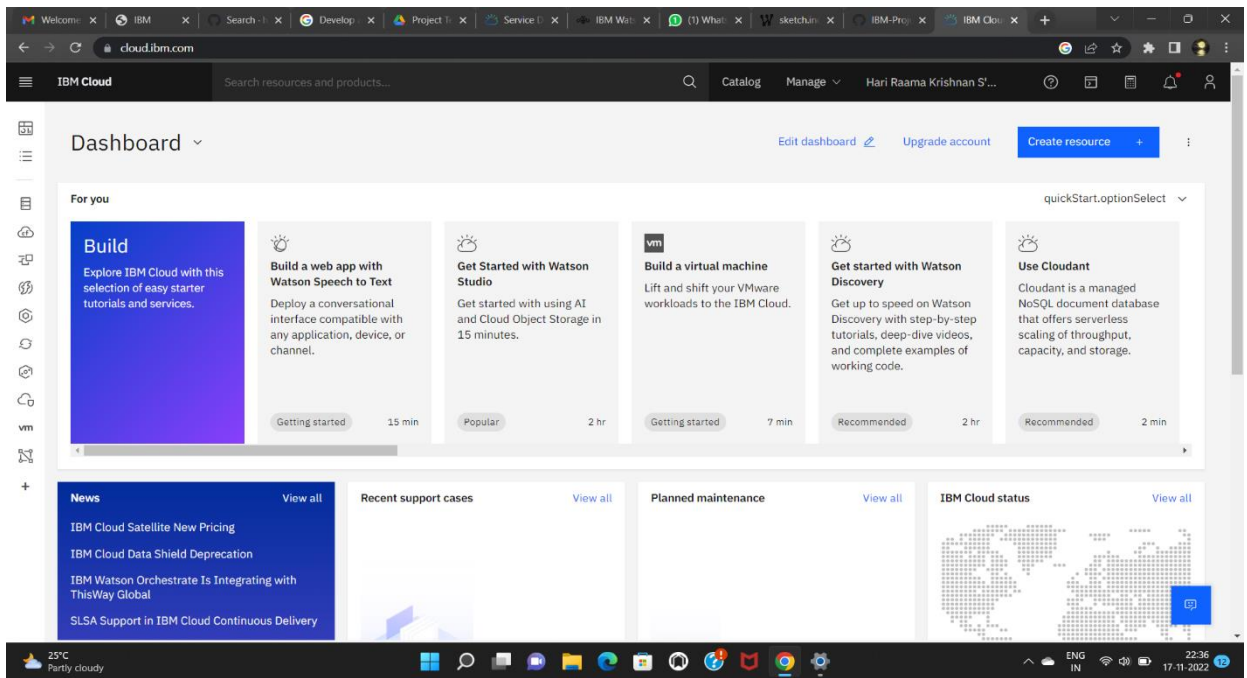 Welcome
IBM
Search - I
Develop
Project Te
Service D
IBM Wats
(1) What
sketch.ino
IBM-Proj
IBM Clou
cloud.ibm.com
IBM Cloud
Search resources and products...
Catalog
Manage
Hari Raama Krishnan S'...
Dashboard
Edit dashboard
Upgrade account
Create resource +
For you
quickStart.optionSelect
Build
Explore IBM Cloud with this
selection of easy starter
tutorials and services.
Build a web app with
Watson Speech to Text
Deploy a conversational
interface compatible with
any application, device, or
channel.
Getting started 15 min
Get Started with Watson
Studio
Get started with using AI
and Cloud Object Storage in
15 minutes.
Popular 2 hr
vm
Build a virtual machine
Lift and shift your VMware
workloads to the IBM Cloud.
Getting started 7 min
Get started with Watson
Discovery
Get up to speed on Watson
Discovery with step-by-step
tutorials, deep-dive videos,
and complete examples of
working code.
Recommended 2 hr
Use Cloudant
Cloudant is a managed
NoSQL document database
that offers serverless
scaling of throughput,
capacity, and storage.
Recommended 2 min
vm
News View all
IBM Cloud Satellite New Pricing
IBM Cloud Data Shield Deprecation
IBM Watson Orchestrate Is Integrating with
ThisWay Global
SLSA Support in IBM Cloud Continuous Delivery
Recent support cases View all
Planned maintenance View all
IBM Cloud status View all
25°C
Partly cloudy
ENG
IN
22:36
17-11-2022
12